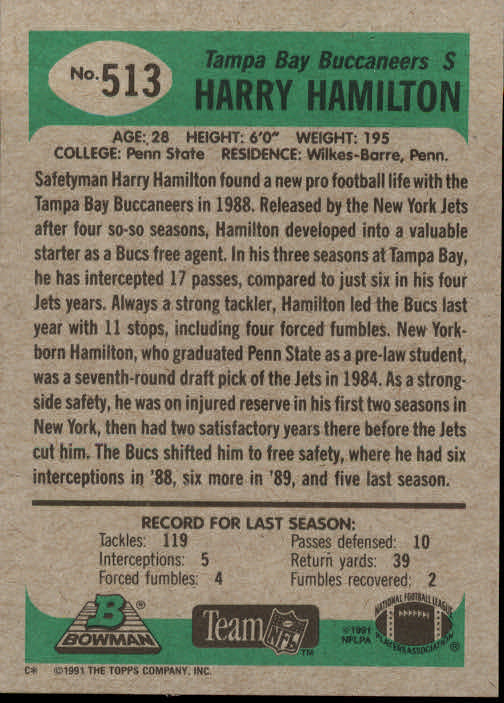 No. 513
Tampa Bay Buccaneers S
HARRY HAMILTON
AGE: 28 HEIGHT: 6'0" WEIGHT: 195
COLLEGE: Penn State RESIDENCE: Wilkes-Barre, Penn.
Safetyman Harry Hamilton found a new pro football life with the
Tampa Bay Buccaneers in 1988. Released by the New York Jets
after four so-so seasons, Hamilton developed into a valuable
starter as a Bucs free agent. In his three seasons at Tampa Bay,
he has intercepted 17 passes, compared to just six in his four
Jets years. Always a strong tackler, Hamilton led the Bucs last
year with 11 stops, including four forced fumbles. New York-
born Hamilton, who graduated Penn State as a pre-law student,
was a seventh-round draft pick of the Jets in 1984. As a strong-
side safety, he was on injured reserve in his first two seasons in
New York, then had two satisfactory years there before the Jets
cut him. The Bucs shifted him to free safety, where he had six
interceptions in '88, six more in '89, and five last season.
RECORD FOR LAST SEASON:
Tackles: 119 Passes defensed: 10
Interceptions: 5 Return yards: 39
Forced fumbles: 4 Fumbles recovered: 2
B®
BOWMAN
Team NFL™
©1991
NFLPA
NATIONAL FOOTBALL LEAGUE
PLAYERS ASSOCIATION®
C* ©1991 THE TOPPS COMPANY, INC.